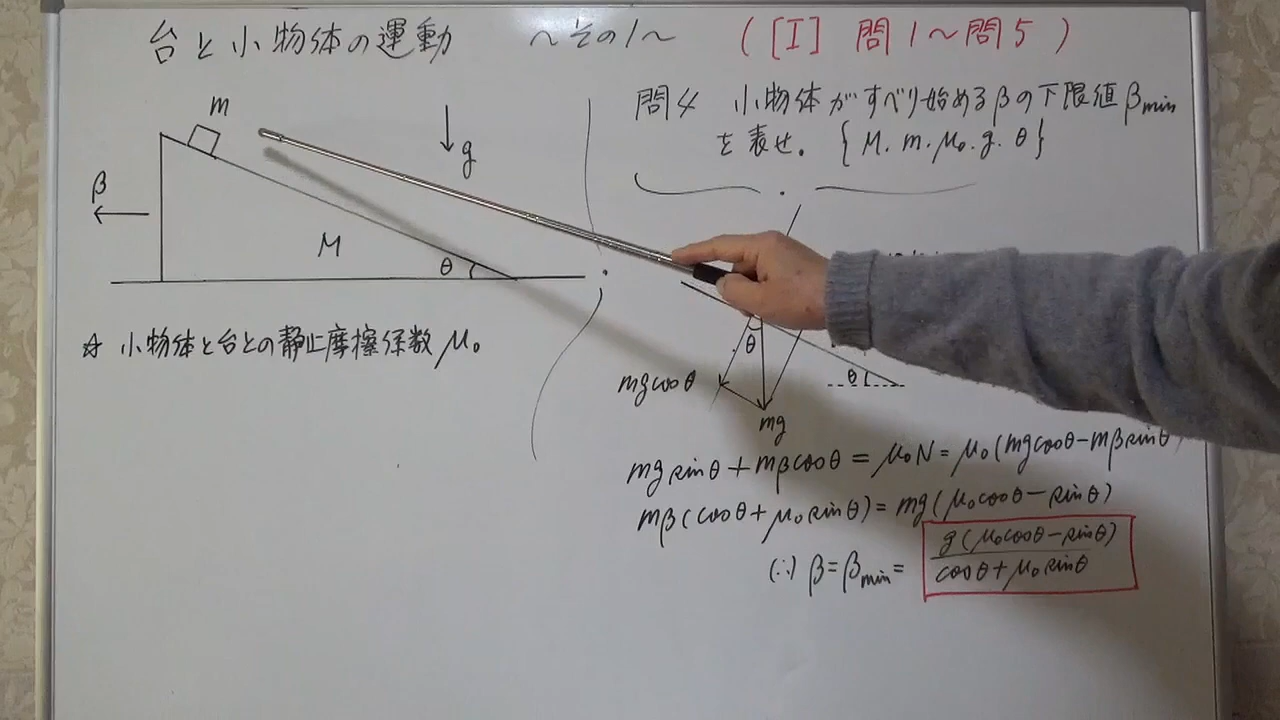 台と小物体の運動 ～その1～ ([I] 問1～問5)
m
g
β
M
θ
☆ 小物体と台との静止摩擦係数 μ₀
問4 小物体がすべり始めるβの下限値βmin
を表せ。 {M. m. μ₀. g. θ}
θ
θ
mgcosθ
mg
mg sinθ + mβcosθ = μ₀N = μ₀(mgcosθ - mβsinθ)
mβ(cosθ + μ₀sinθ) = mg(μ₀cosθ - sinθ)
(∴) β = βmin = g(μ₀cosθ - sinθ)
cosθ + μ₀sinθ